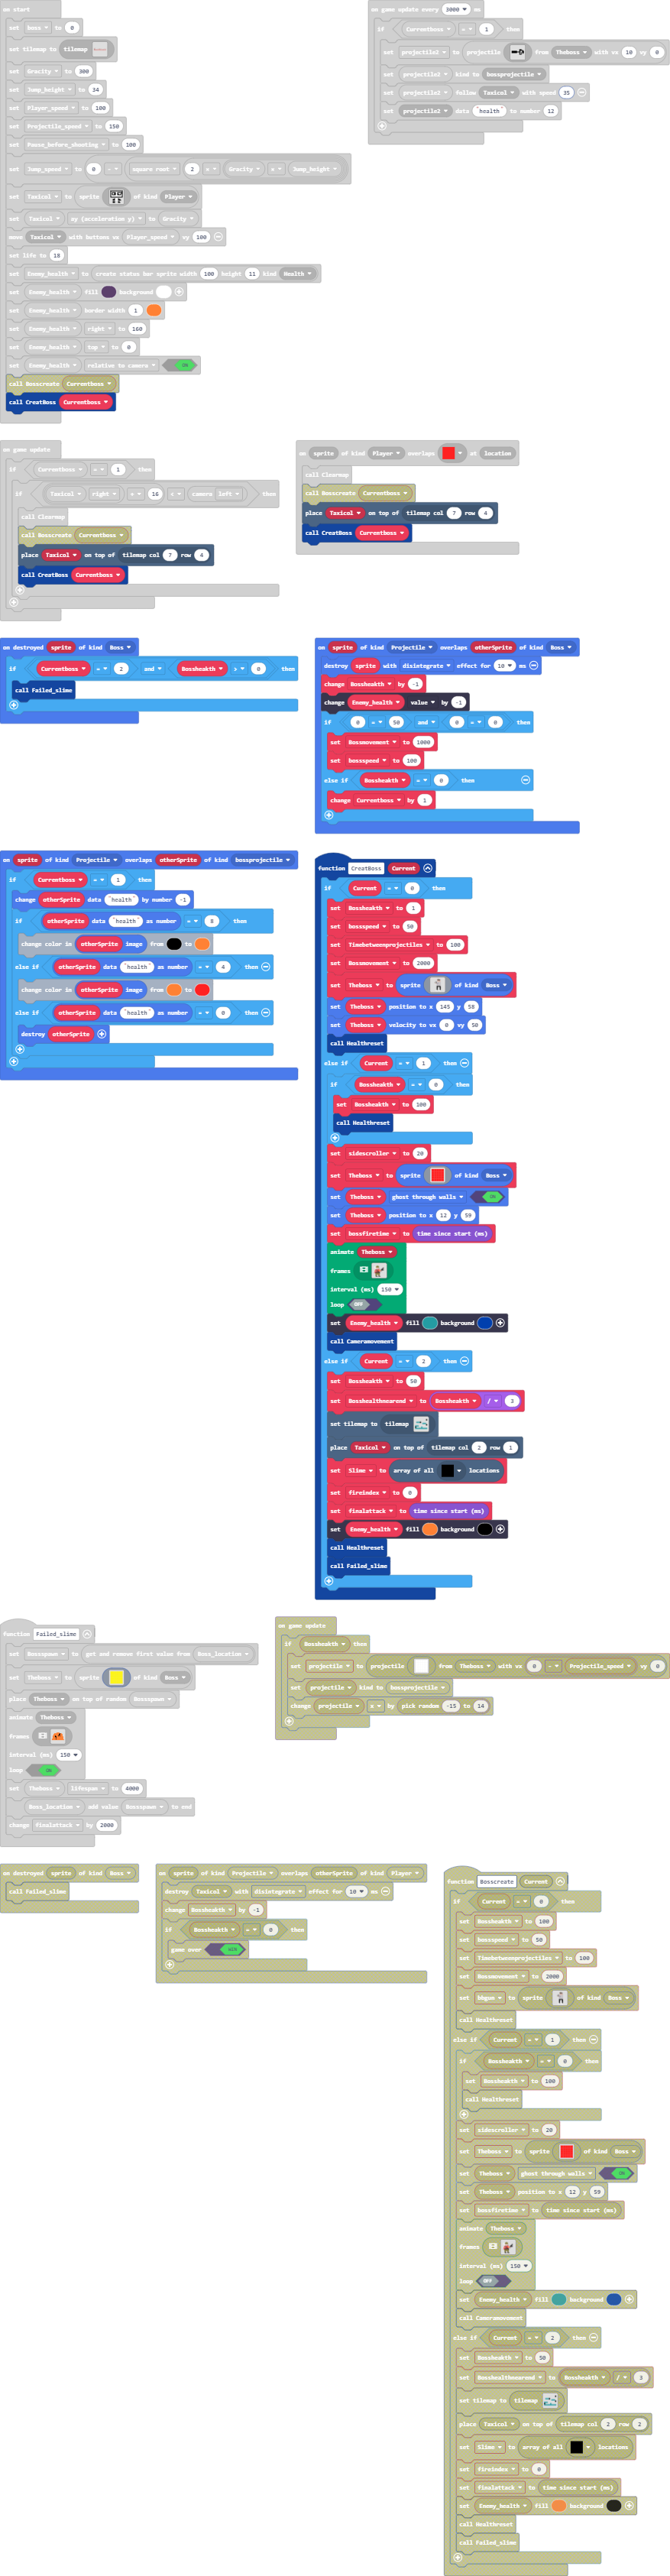 on start
set boss to 0
set tilemap to tilemap
set Gracity to 300
set Jump_height to 34
Set Player_speed to 100
set Projectile_speed to 150
set Pause_before_shooting to 100
set Jump_speed to 0 - square root 2 x Gravity x Jump_height
set Taxicol to sprite of kind Player
set Taxicol ay (acceleration y) to Gravity
move Taxicol with buttons vx Player_speed vy 100
set life to 18
set Enemy_health to create status bar sprite width 100 height 11 kind Health
set Enemy_health fill background
set Enemy_health border width 1
set Enemy_health right to 160
set Enemy_health top to 0
set Enemy_health relative to camera ON
call Bosscreate Currentboss
call CreatBoss Currentboss
on game update every 3000 ms
if Currentboss = 1 then
set projectile2 to projectile from Theboss with vx 10 vy 0
set projectile2 kind to bossprojectile
set projectile2 follow Taxicol with speed 35
set projectile2 data "health" to number 12
on game update
if Currentboss = 1 then
if Taxicol right + 16 < camera left then
call Clearmap
call Bosscreate Currentboss
place Taxicol on top of tilemap col 7 row 4
call CreatBoss Currentboss
on sprite of kind Player overlaps at location
call Clearmap
call Bosscreate Currentboss
place Taxicol on top of tilemap col 7 row 4
call CreatBoss Currentboss
on destroyed sprite of kind Boss
if Currentboss = 2 and Bossheakth > 0 then
call Failed_slime
on sprite of kind Projectile overlaps otherSprite of kind Boss
destroy sprite with disintegrate effect for 10 ms
change Bossheakth by -1
change Enemy_health value by -1
if 0 = 50 and 0 = 0 then
set Bossmovement to 1000
set bossspeed to 100
else if Bossheakth = 0 then
change Currentboss by 1
on sprite of kind Projectile overlaps otherSprite of kind bossprojectile
if Currentboss = 1 then
change otherSprite data "health" by number -1
if otherSprite data "health" as number = 8 then
change color in otherSprite image from to
else if otherSprite data "health" as number = 4 then
change color in otherSprite image from to
else if otherSprite data "health" as number = 0 then
destroy otherSprite
function CreatBoss Current
if Current = 0 then
set Bossheakth to 1
set bossspeed to 50
set Timebetweenprojectiles to 100
set Bossmovement to 2000
set Theboss to sprite of kind Boss
set Theboss position to x 145 y 58
set Theboss velocity to vx 0 vy 50
call Healthreset
else if Current = 1 then
if Bossheakth = 0 then
set Bossheakth to 100
call Healthreset
set sidescroller to 20
set Theboss to sprite of kind Boss
set Theboss ghost through walls ON
set Theboss position to x 12 y 59
set bossfiretime to time since start (ms)
animate Theboss
frames
interval (ms) 150
loop OFF
set Enemy_health fill background
call Cameramovement
else if Current = 2 then
set Bossheakth to 50
set Bosshealthnearend to Bossheakth / 3
set tilemap to tilemap
place Taxicol on top of tilemap col 2 row 1
set Slime to array of all locations
set fireindex to 0
set finalattack to time since start (ms)
set Enemy_health fill background
call Healthreset
call Failed_slime
function Failed_slime
set Bossspawn to get and remove first value from Boss_location
set Theboss to sprite of kind Boss
place Theboss on top of random Bossspawn
animate Theboss
frames
interval (ms) 150
loop ON
set Theboss lifespan to 4000
Boss_location add value Bossspawn to end
change finalattack by 2000
on game update
if Bossheakth then
set projectile to projectile from Theboss with vx 0 - Projectile_speed vy 0
set projectile kind to bossprojectile
change projectile x by pick random -15 to 14
on destroyed sprite of kind Boss
call Failed_slime
on sprite of kind Projectile overlaps otherSprite of kind Player
destroy Taxicol with disintegrate effect for 10 ms
change Bossheakth by -1
if Bossheakth = 0 then
game over WIN
function Bosscreate Current
if Current = 0 then
set Bossheakth to 100
set bossspeed to 50
set Timebetweenprojectiles to 100
set Bossmovement to 2000
set bbgun to sprite of kind Boss
call Healthreset
else if Current = 1 then
if Bossheakth = 0 then
set Bossheakth to 100
call Healthreset
set sidescroller to 20
set Theboss to sprite of kind Boss
set Theboss ghost through walls ON
set Theboss position to x 12 y 59
set bossfiretime to time since start (ms)
animate Theboss
frames
interval (ms) 150
loop OFF
set Enemy_health fill background
call Cameramovement
else if Current = 2 then
set Bossheakth to 50
set Bosshealthnearend to Bossheakth / 3
set tilemap to tilemap
place Taxicol on top of tilemap col 2 row 2
set Slime to array of all locations
set fireindex to 0
set finalattack to time since start (ms)
set Enemy_health fill background
call Healthreset
call Failed_slime